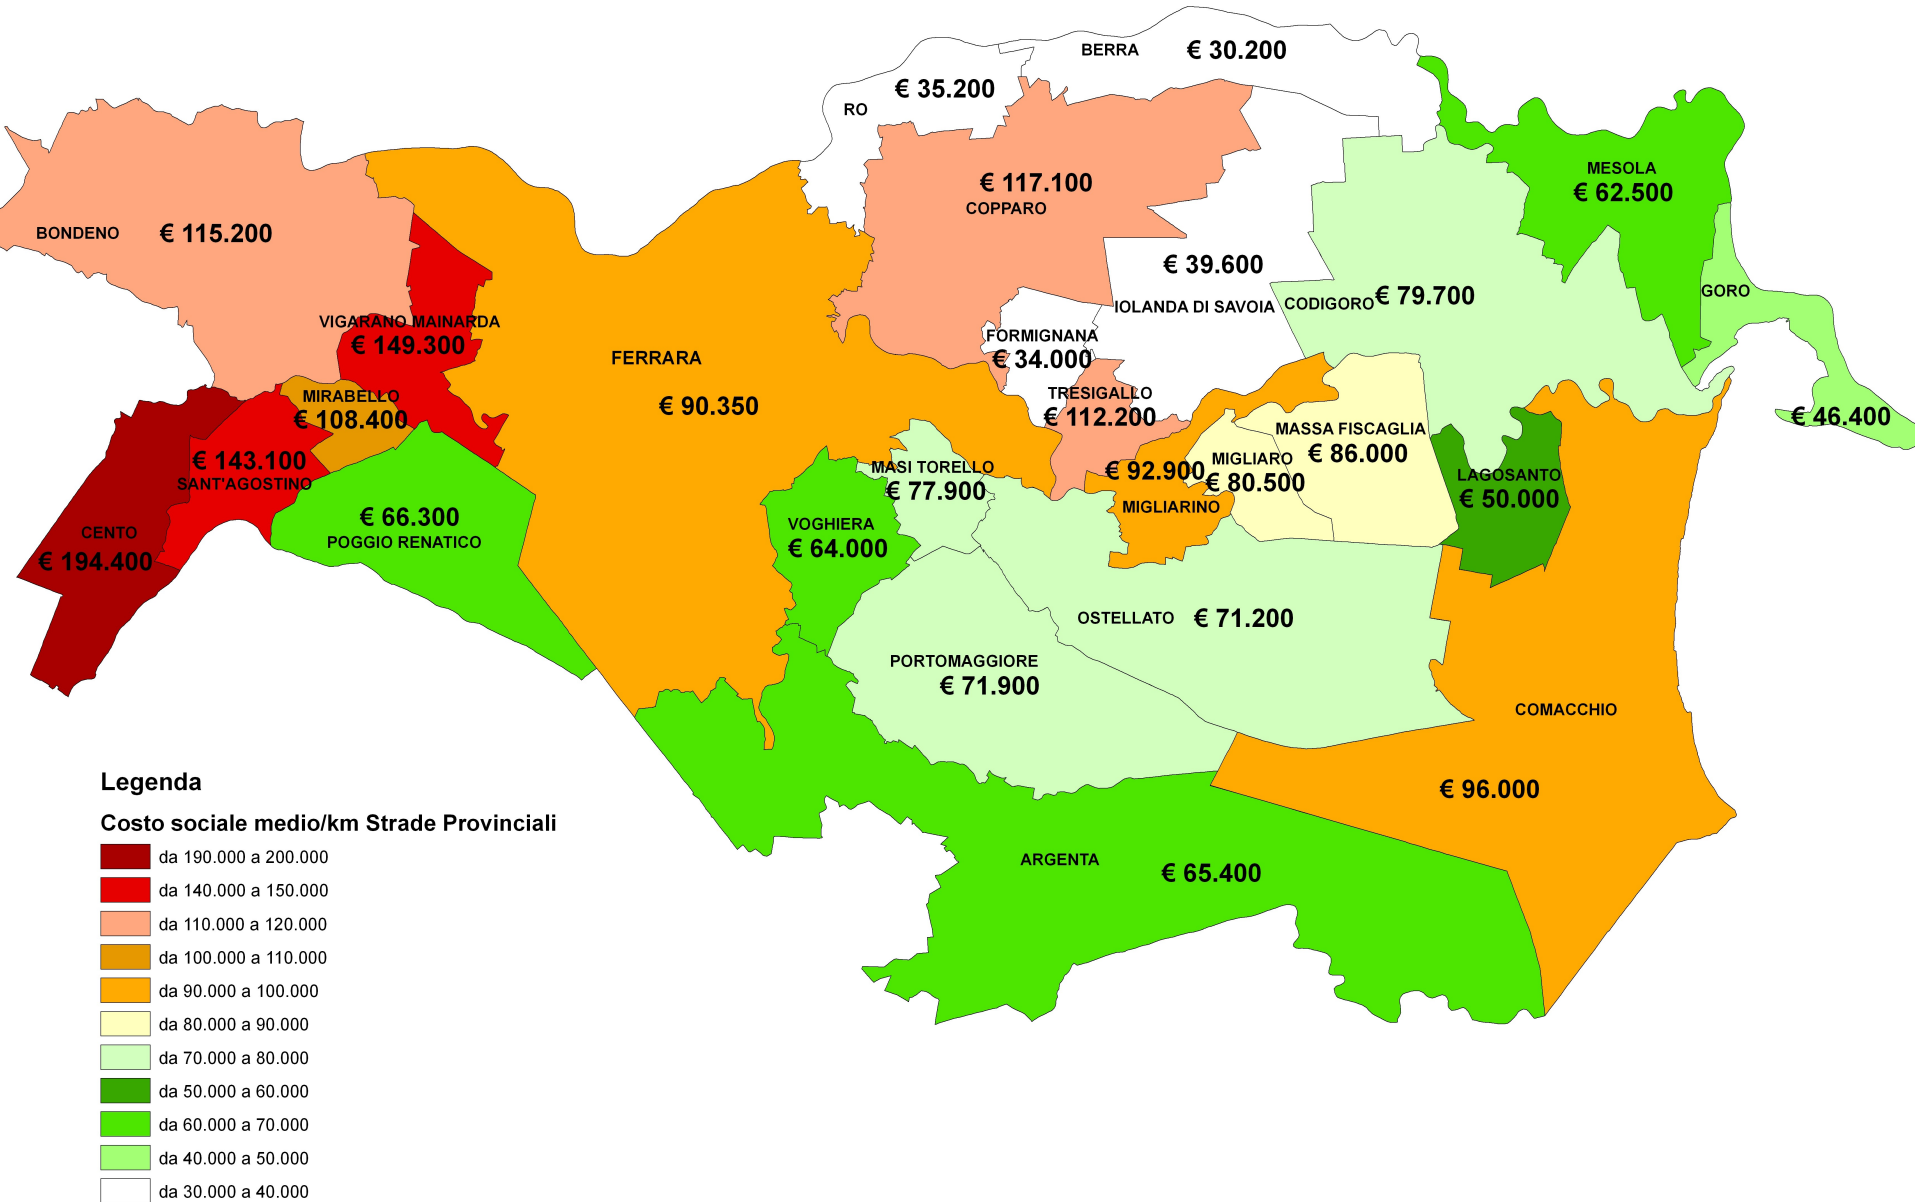 BERRA
€ 30.200
€ 35.200
RO
MESOLA
€ 62.500
€ 117.100
COPPARO
BONDENO
€ 115.200
€ 39.600
IOLANDA DI SAVOIA
CODIGORO
€ 79.700
GORO
VIGARANO MAINARDA
€ 149.300
FORMIGNANA
€ 34.000
FERRARA
€ 90.350
MIRABELLO
€ 108.400
TRESIGALLO
€ 112.200
€ 46.400
MASSA FISCAGLIA
€ 86.000
€ 143.100
SANT'AGOSTINO
MASI TORELLO
€ 77.900
€ 92.900
MIGLIARINO
MIGLIARO
€ 80.500
LAGOSANTO
€ 50.000
€ 66.300
POGGIO RENATICO
VOGHIERA
€ 64.000
CENTO
€ 194.400
OSTELLATO
€ 71.200
PORTOMAGGIORE
€ 71.900
COMACCHIO
€ 96.000
ARGENTA
€ 65.400
Legenda
Costo sociale medio/km Strade Provinciali
da 190.000 a 200.000
da 140.000 a 150.000
da 110.000 a 120.000
da 100.000 a 110.000
da 90.000 a 100.000
da 80.000 a 90.000
da 70.000 a 80.000
da 50.000 a 60.000
da 60.000 a 70.000
da 40.000 a 50.000
da 30.000 a 40.000